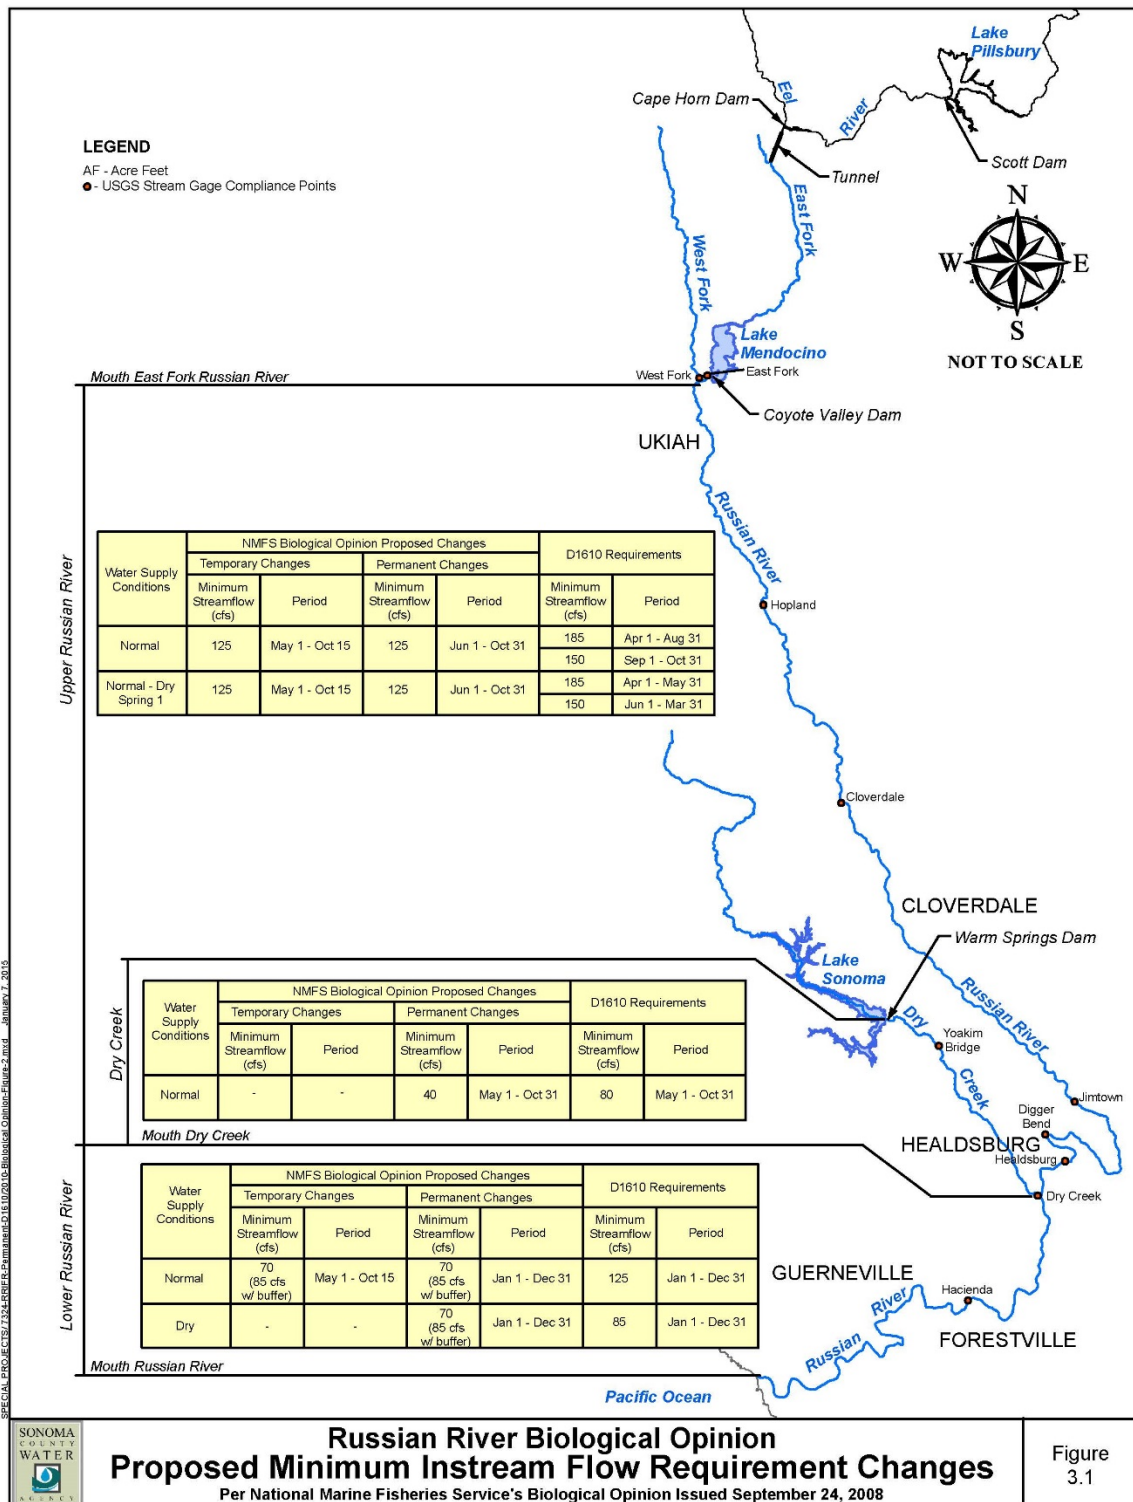 Lake
Pillsbury
Eel
River
Cape Horn Dam
Scott Dam
Tunnel
LEGEND
AF - Acre Feet
- USGS Stream Gage Compliance Points
N
W E
S
NOT TO SCALE
East Fork
West Fork
Lake
Mendocino
Mouth East Fork Russian River
West Fork
East Fork
Coyote Valley Dam
UKIAH
Russian River
Upper Russian River
Water Supply
Conditions
NMFS Biological Opinion Proposed Changes
D1610 Requirements
Temporary Changes
Permanent Changes
Minimum
Streamflow
(cfs)
Period
Minimum
Streamflow
(cfs)
Period
Minimum
Streamflow
(cfs)
Period
Normal
125
May 1 - Oct 15
125
Jun 1 - Oct 31
185
Apr 1 - Aug 31
150
Sep 1 - Oct 31
Normal - Dry
Spring 1
125
May 1 - Oct 15
125
Jun 1 - Oct 31
185
Apr 1 - May 31
150
Jun 1 - Mar 31
Hopland
Cloverdale
CLOVERDALE
Warm Springs Dam
Lake
Sonoma
Dry
Creek
Russian River
Yoakim
Bridge
Jimtown
Digger
Bend
HEALDSBURG
Healdsburg
Dry Creek
Dry Creek
Water
Supply
Conditions
NMFS Biological Opinion Proposed Changes
D1610 Requirements
Temporary Changes
Permanent Changes
Minimum
Streamflow
(cfs)
Period
Minimum
Streamflow
(cfs)
Period
Minimum
Streamflow
(cfs)
Period
Normal
-
-
40
May 1 - Oct 31
80
May 1 - Oct 31
Mouth Dry Creek
Lower Russian River
Water
Supply
Conditions
NMFS Biological Opinion Proposed Changes
D1610 Requirements
Temporary Changes
Permanent Changes
Minimum
Streamflow
(cfs)
Period
Minimum
Streamflow
(cfs)
Period
Minimum
Streamflow
(cfs)
Period
Normal
70
(85 cfs
w/ buffer)
May 1 - Oct 15
70
(85 cfs
w/ buffer)
Jan 1 - Dec 31
125
Jan 1 - Dec 31
Dry
-
-
70
(85 cfs
w/ buffer)
Jan 1 - Dec 31
85
Jan 1 - Dec 31
Mouth Russian River
GUERNEVILLE
Hacienda
FORESTVILLE
Russian
River
Pacific Ocean
SONOMA
COUNTY
WATER
AGENCY
Russian River Biological Opinion
Proposed Minimum Instream Flow Requirement Changes
Per National Marine Fisheries Service's Biological Opinion Issued September 24, 2008
Figure
3.1